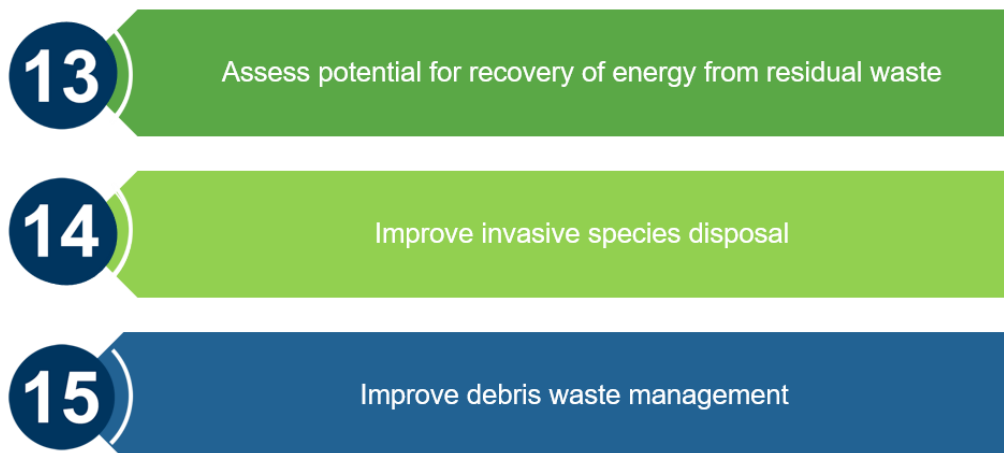 13
Assess potential for recovery of energy from residual waste
14
Improve invasive species disposal
15
Improve debris waste management